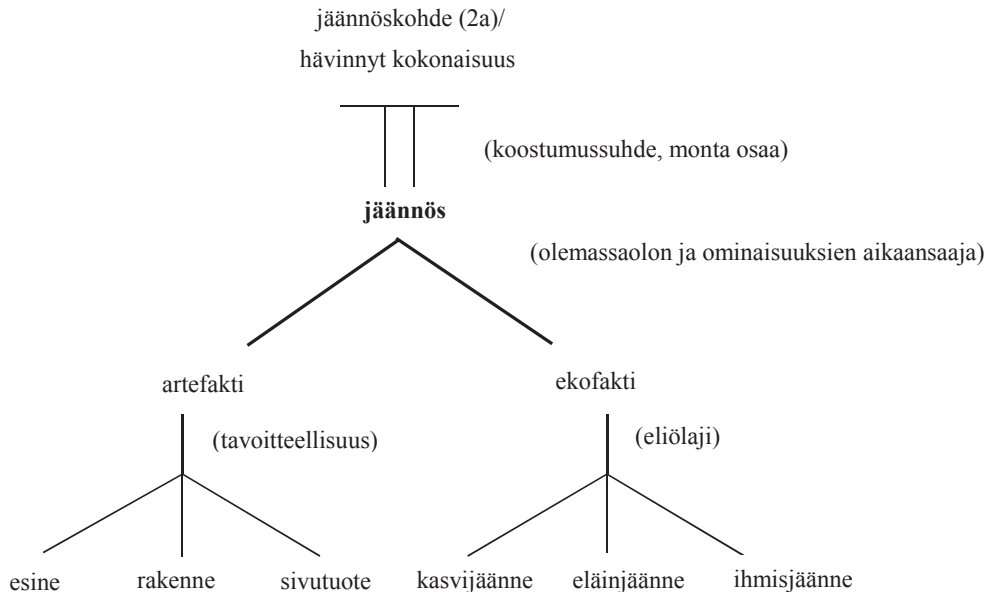 jäännöskohde (2a)/
hävinnyt kokonaisuus
(koostumussuhde, monta osaa)
jäännös
(olemassaolon ja ominaisuuksien aikaansaaja)
artefakti
ekofakti
(tavoitteellisuus)
(eliölaji)
esine
rakenne
sivutuote
kasvijäänne
eläinjäänne
ihmisjäänne